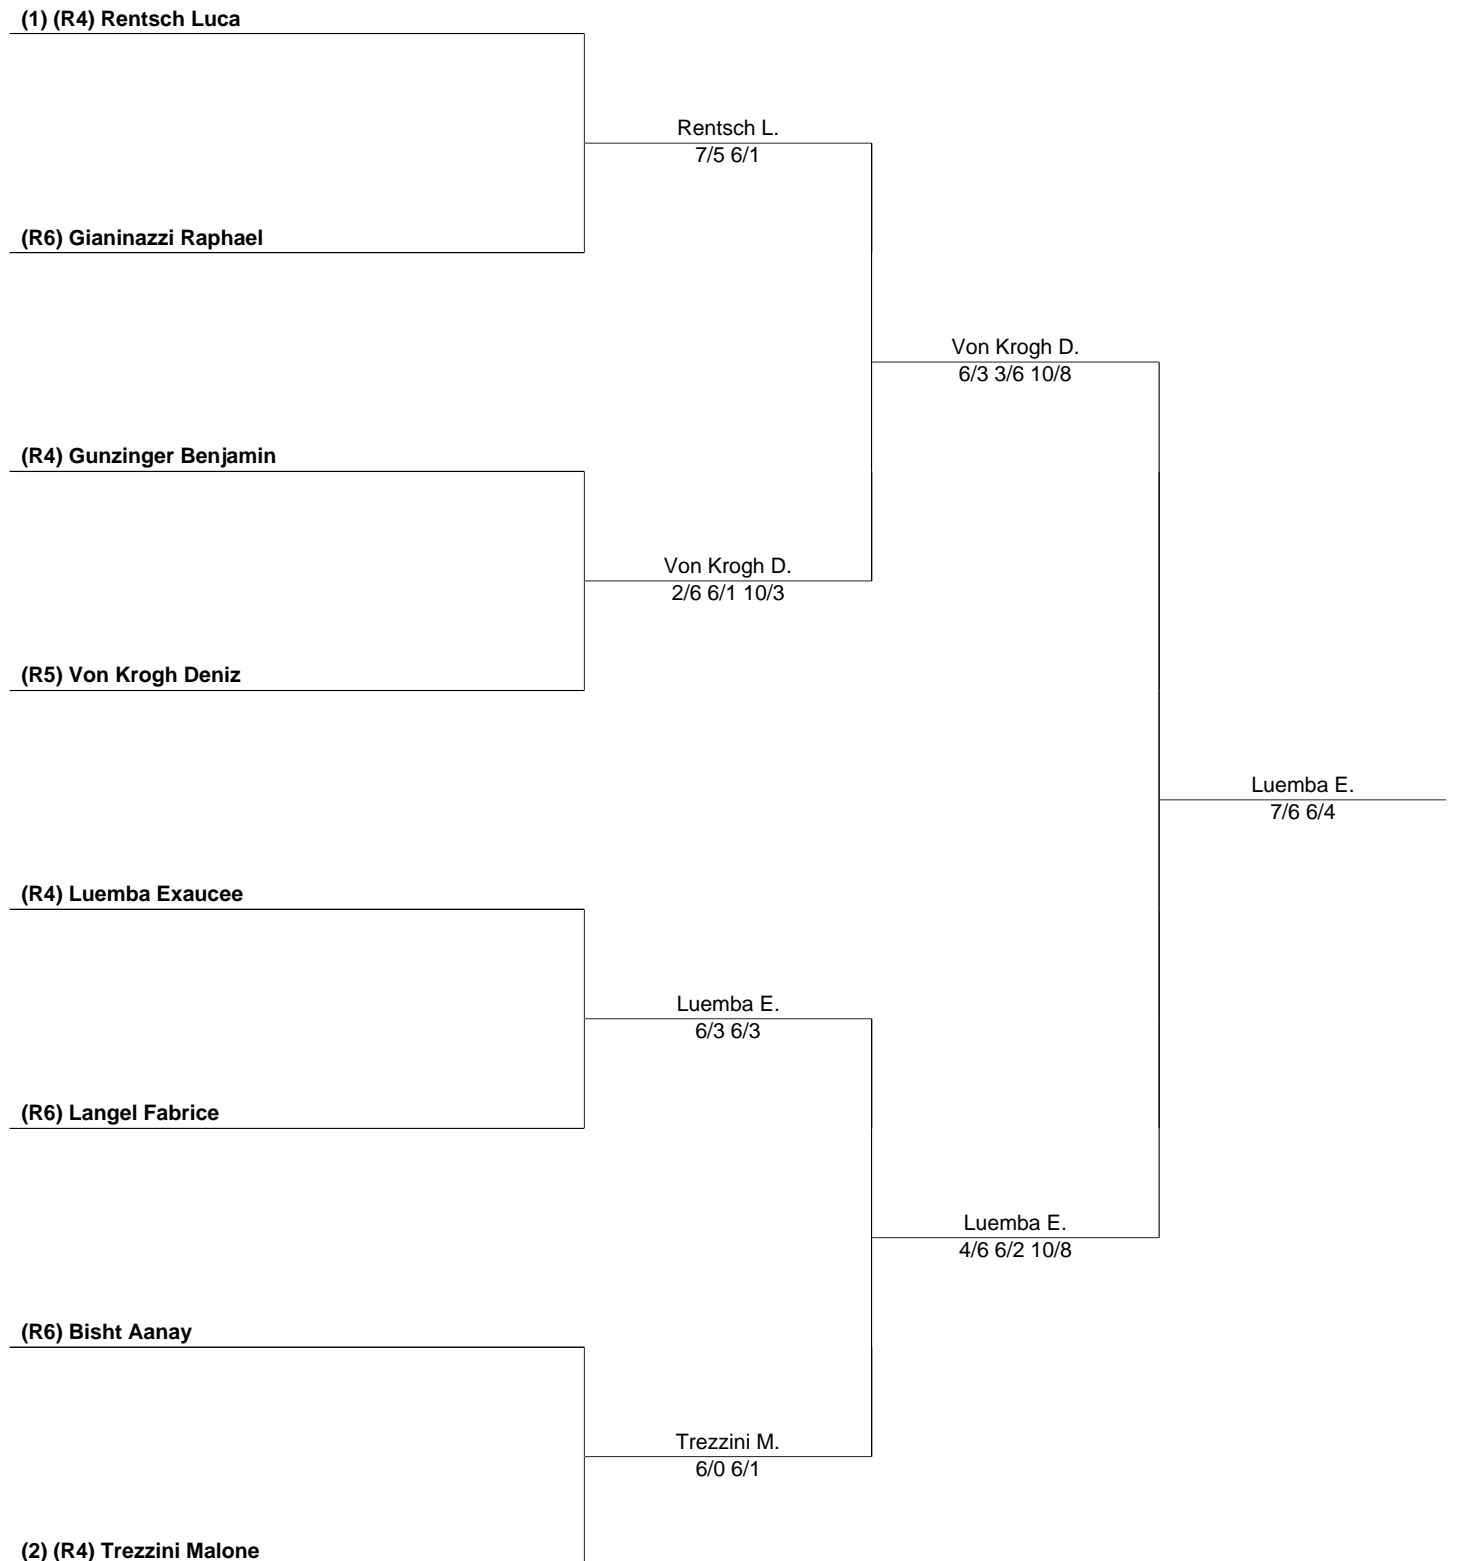 (1) (R4) Rentsch Luca
Rentsch L.
7/5 6/1
(R6) Gianinazzi Raphael
Von Krogh D.
6/3 3/6 10/8
(R4) Gunzinger Benjamin
Von Krogh D.
2/6 6/1 10/3
(R5) Von Krogh Deniz
Luemba E.
7/6 6/4
(R4) Luemba Exaucee
Luemba E.
6/3 6/3
(R6) Langel Fabrice
Luemba E.
4/6 6/2 10/8
(R6) Bisht Aanay
Trezzini M.
6/0 6/1
(2) (R4) Trezzini Malone